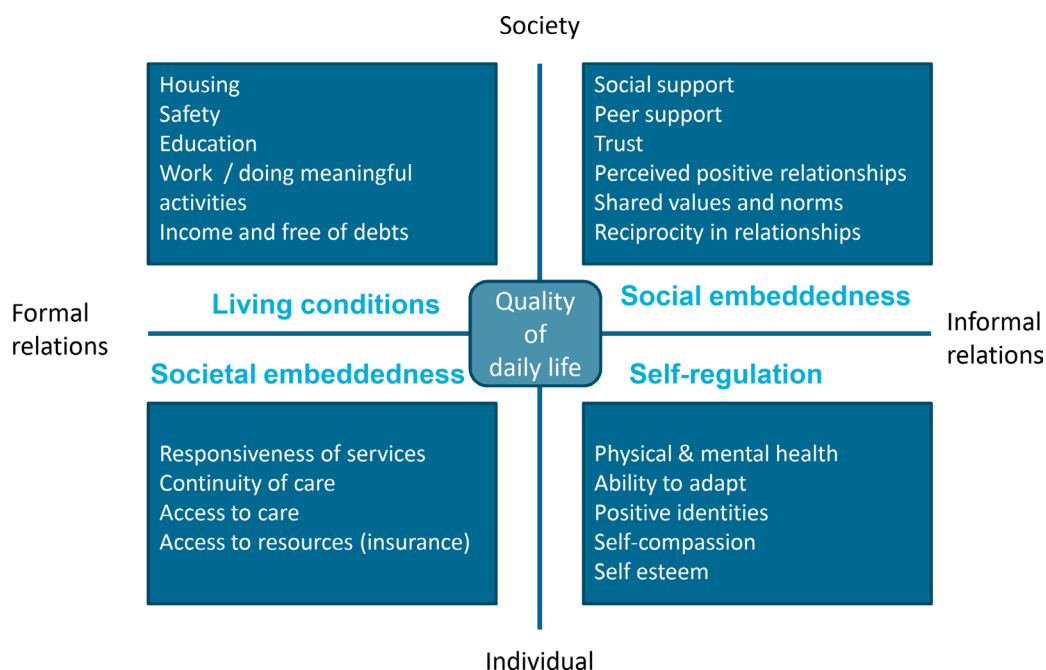 Society
Housing
Safety
Education
Work / doing meaningful
activities
Income and free of debts
Social support
Peer support
Trust
Perceived positive relationships
Shared values and norms
Reciprocity in relationships
Living conditions
Social embeddedness
Formal
relations
Quality
of
daily life
Informal
relations
Societal embeddedness
Self-regulation
Responsiveness of services
Continuity of care
Access to care
Access to resources (insurance)
Physical & mental health
Ability to adapt
Positive identities
Self-compassion
Self esteem
Individual